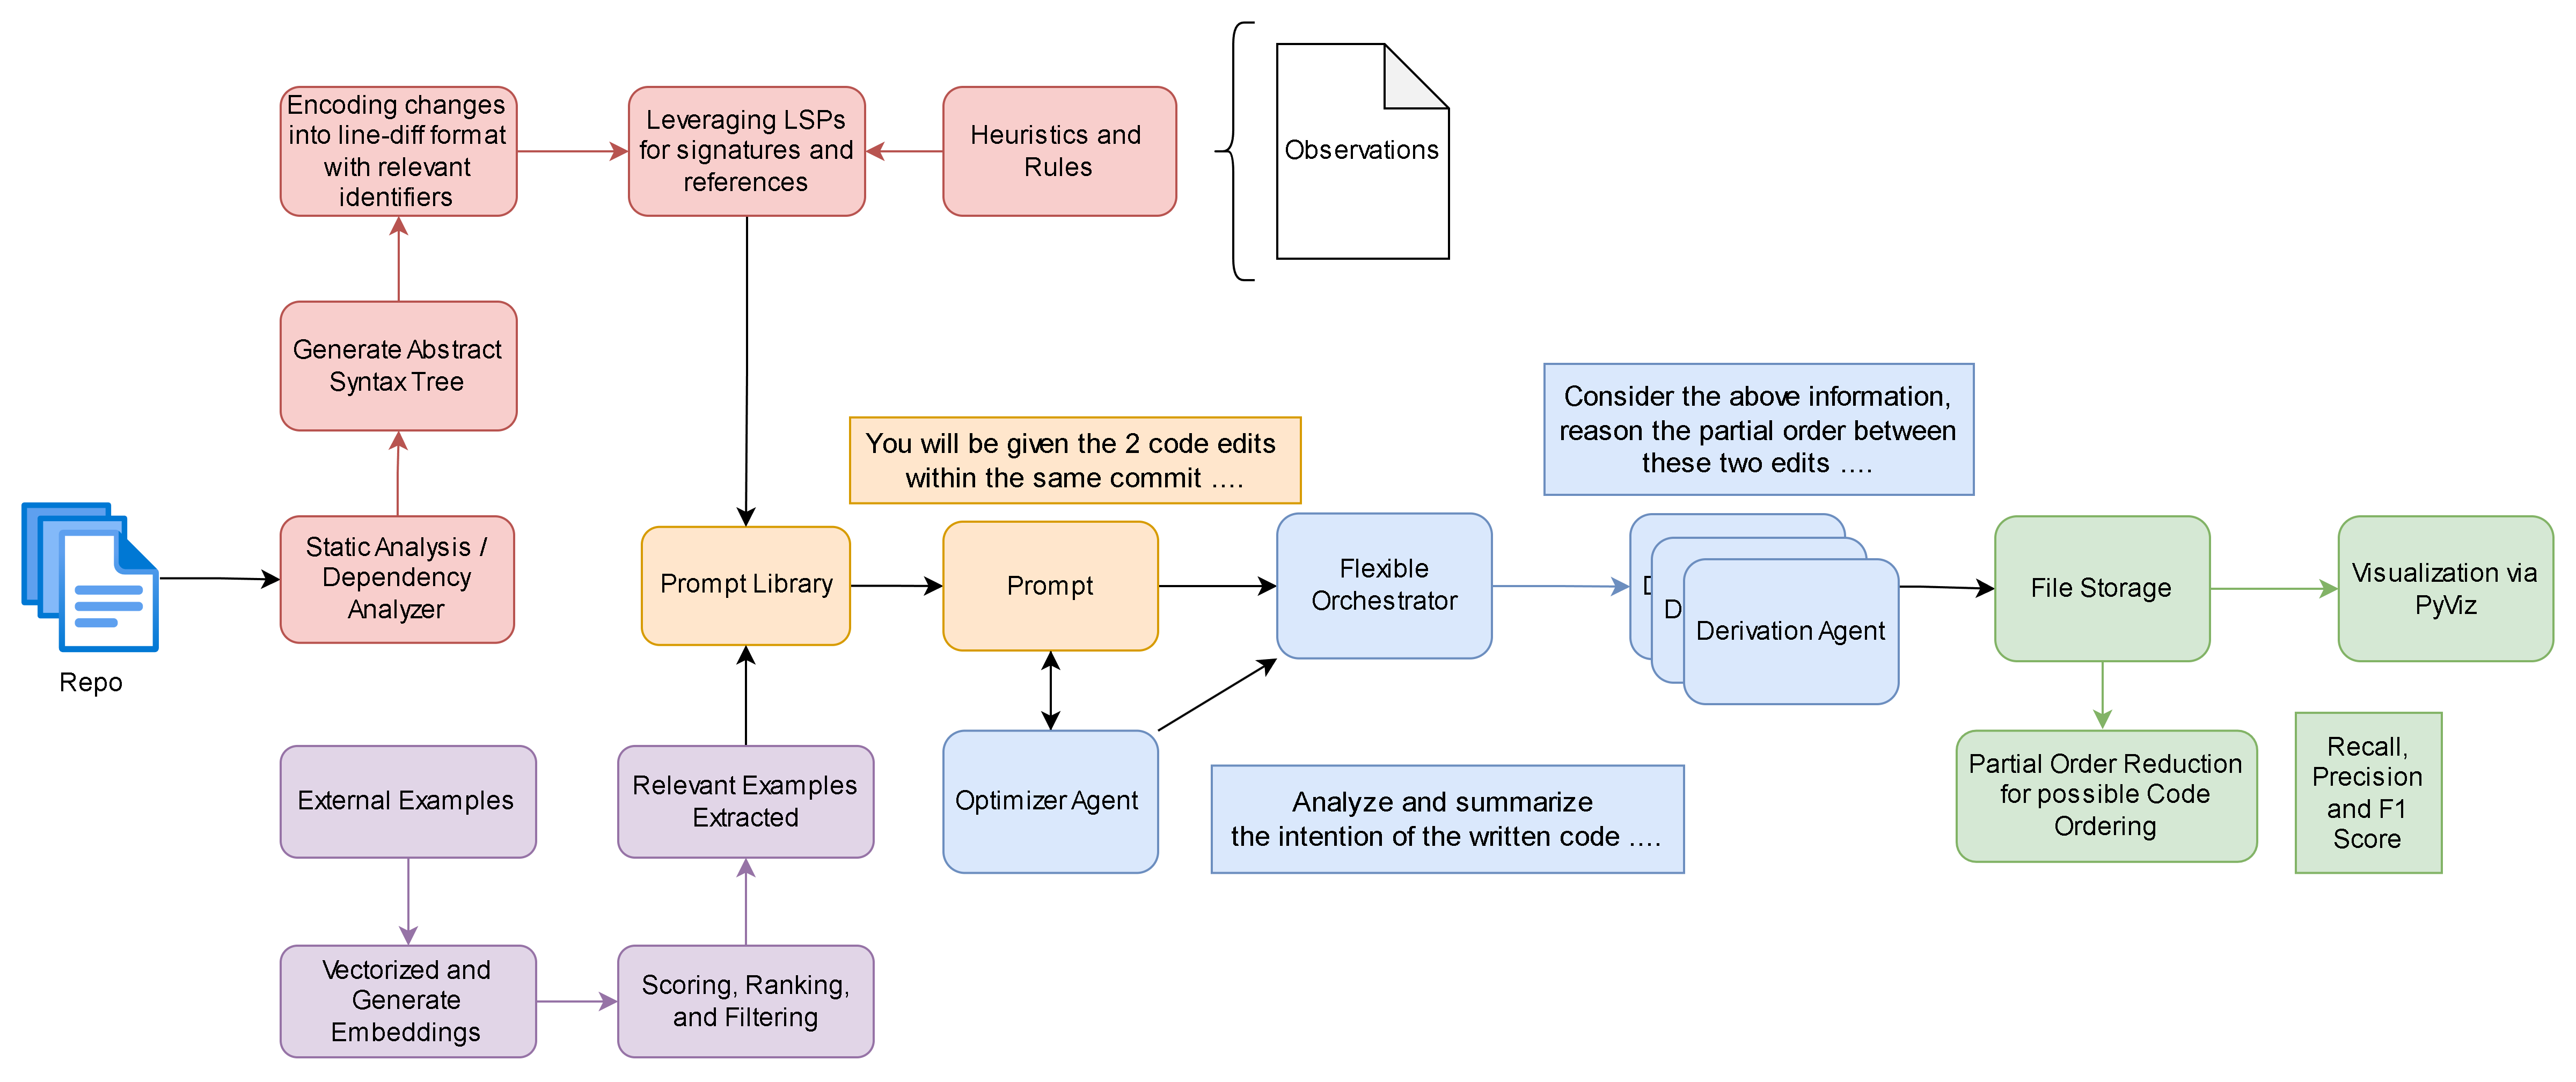 Encoding changes
into line-diff format
with relevant
identifiers
Leveraging LSPs
for signatures and
references
Heuristics and
Rules
Observations
Generate Abstract
Syntax Tree
You will be given the 2 code edits
within the same commit ....
Consider the above information,
reason the partial order between
these two edits ....
Repo
Static Analysis /
Dependency
Analyzer
Prompt Library
Prompt
Flexible
Orchestrator
D
D
Derivation Agent
File Storage
Visualization via
PyViz
External Examples
Relevant Examples
Extracted
Optimizer Agent
Analyze and summarize
the intention of the written code ....
Partial Order Reduction
for possible Code
Ordering
Recall,
Precision
and F1
Score
Vectorized and
Generate
Embeddings
Scoring, Ranking,
and Filtering